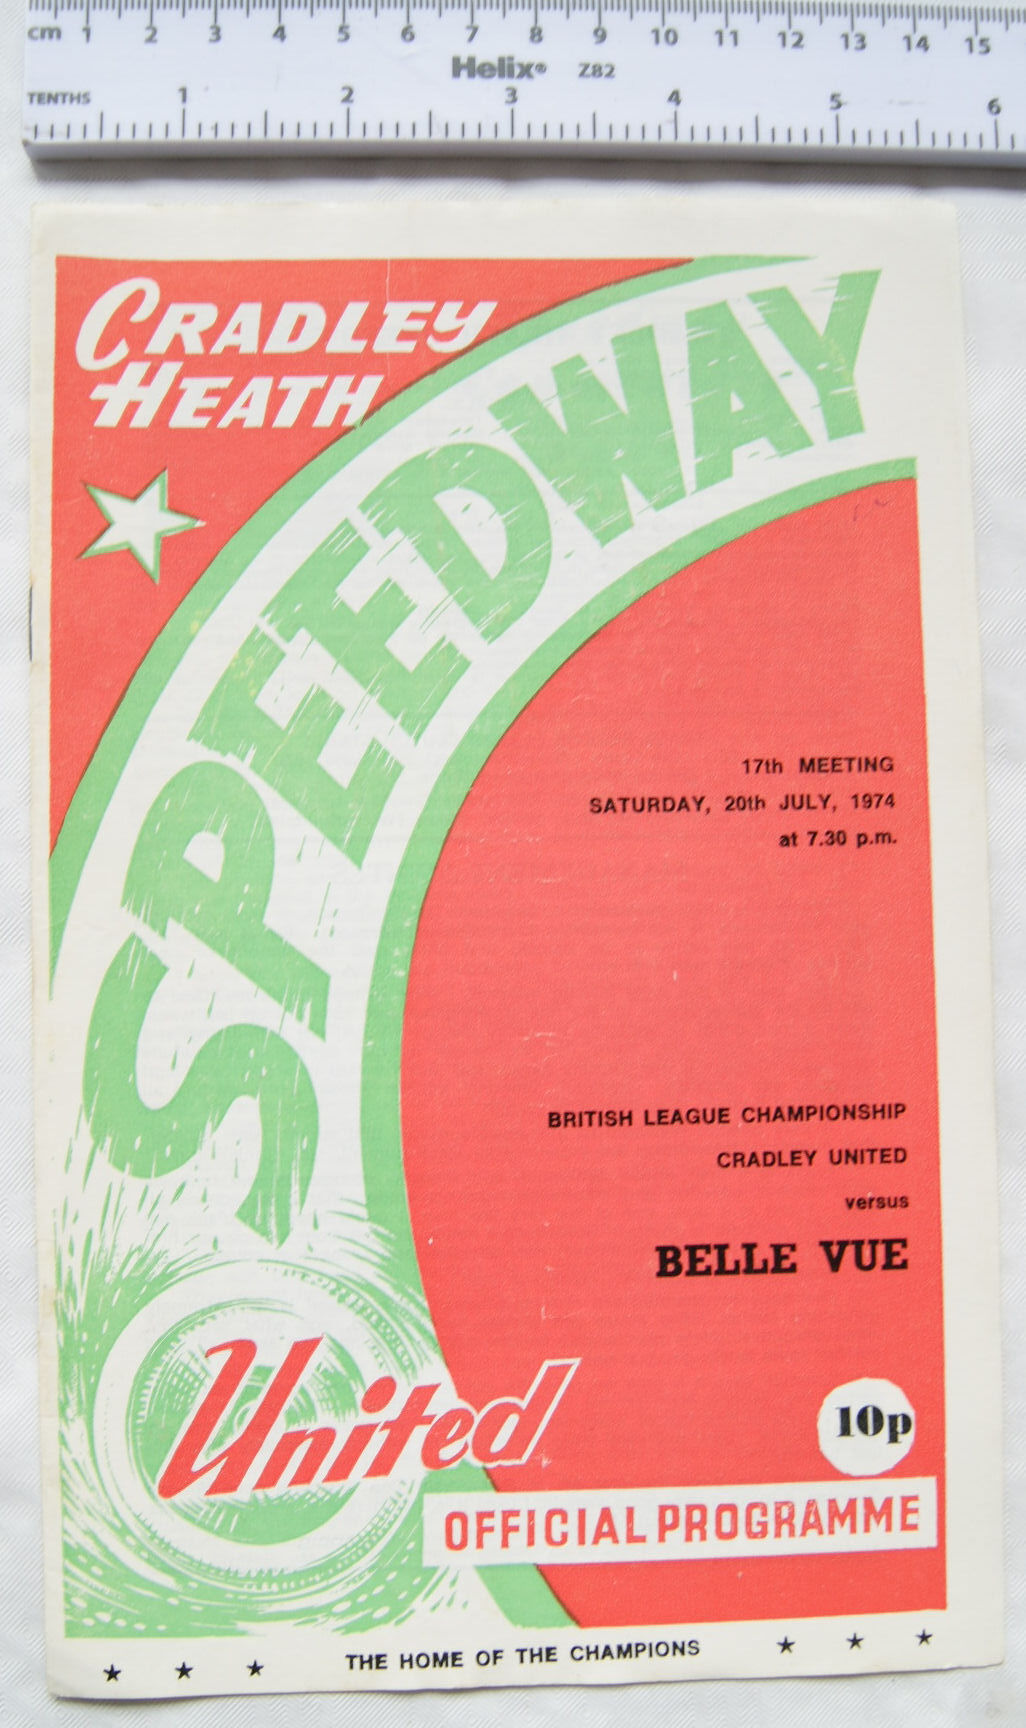 cm 1 2 3 4 5 6 7 8 9 10 11 12 13 14 15
Helix® Z82
TENTHS 1 2 3 4 5 6
CRADLEY
HEATH
SPEEDWAY
17th MEETING
SATURDAY, 20th JULY, 1974
at 7.30 p.m.
BRITISH LEAGUE CHAMPIONSHIP
CRADLEY UNITED
versus
BELLE VUE
United
10p
OFFICIAL PROGRAMME
THE HOME OF THE CHAMPIONS